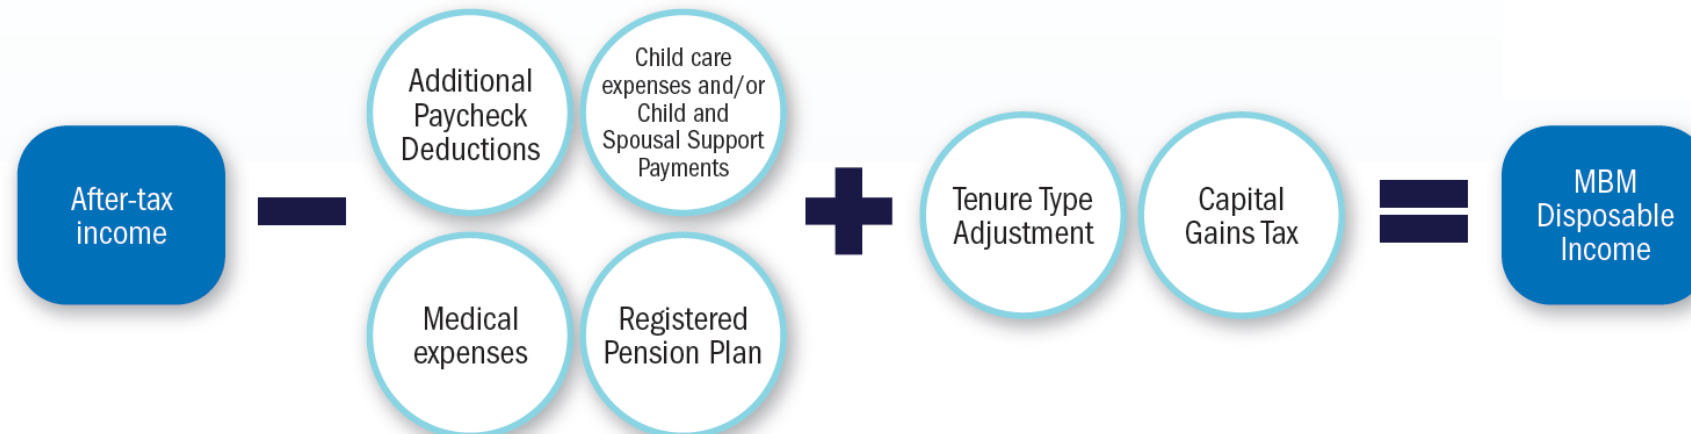 After-tax
income
Additional
Paycheck
Deductions
Child care
expenses and/or
Child and
Spousal Support
Payments
Medical
expenses
Registered
Pension Plan
Tenure Type
Adjustment
Capital
Gains Tax
MBM
Disposable
Income